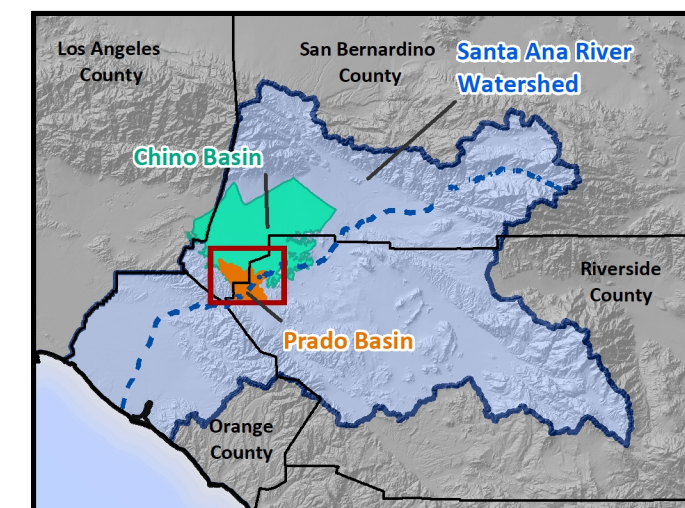 Los Angeles
County
San Bernardino
County
Santa Ana River
Watershed
Chino Basin
Riverside
County
Prado Basin
Orange
County